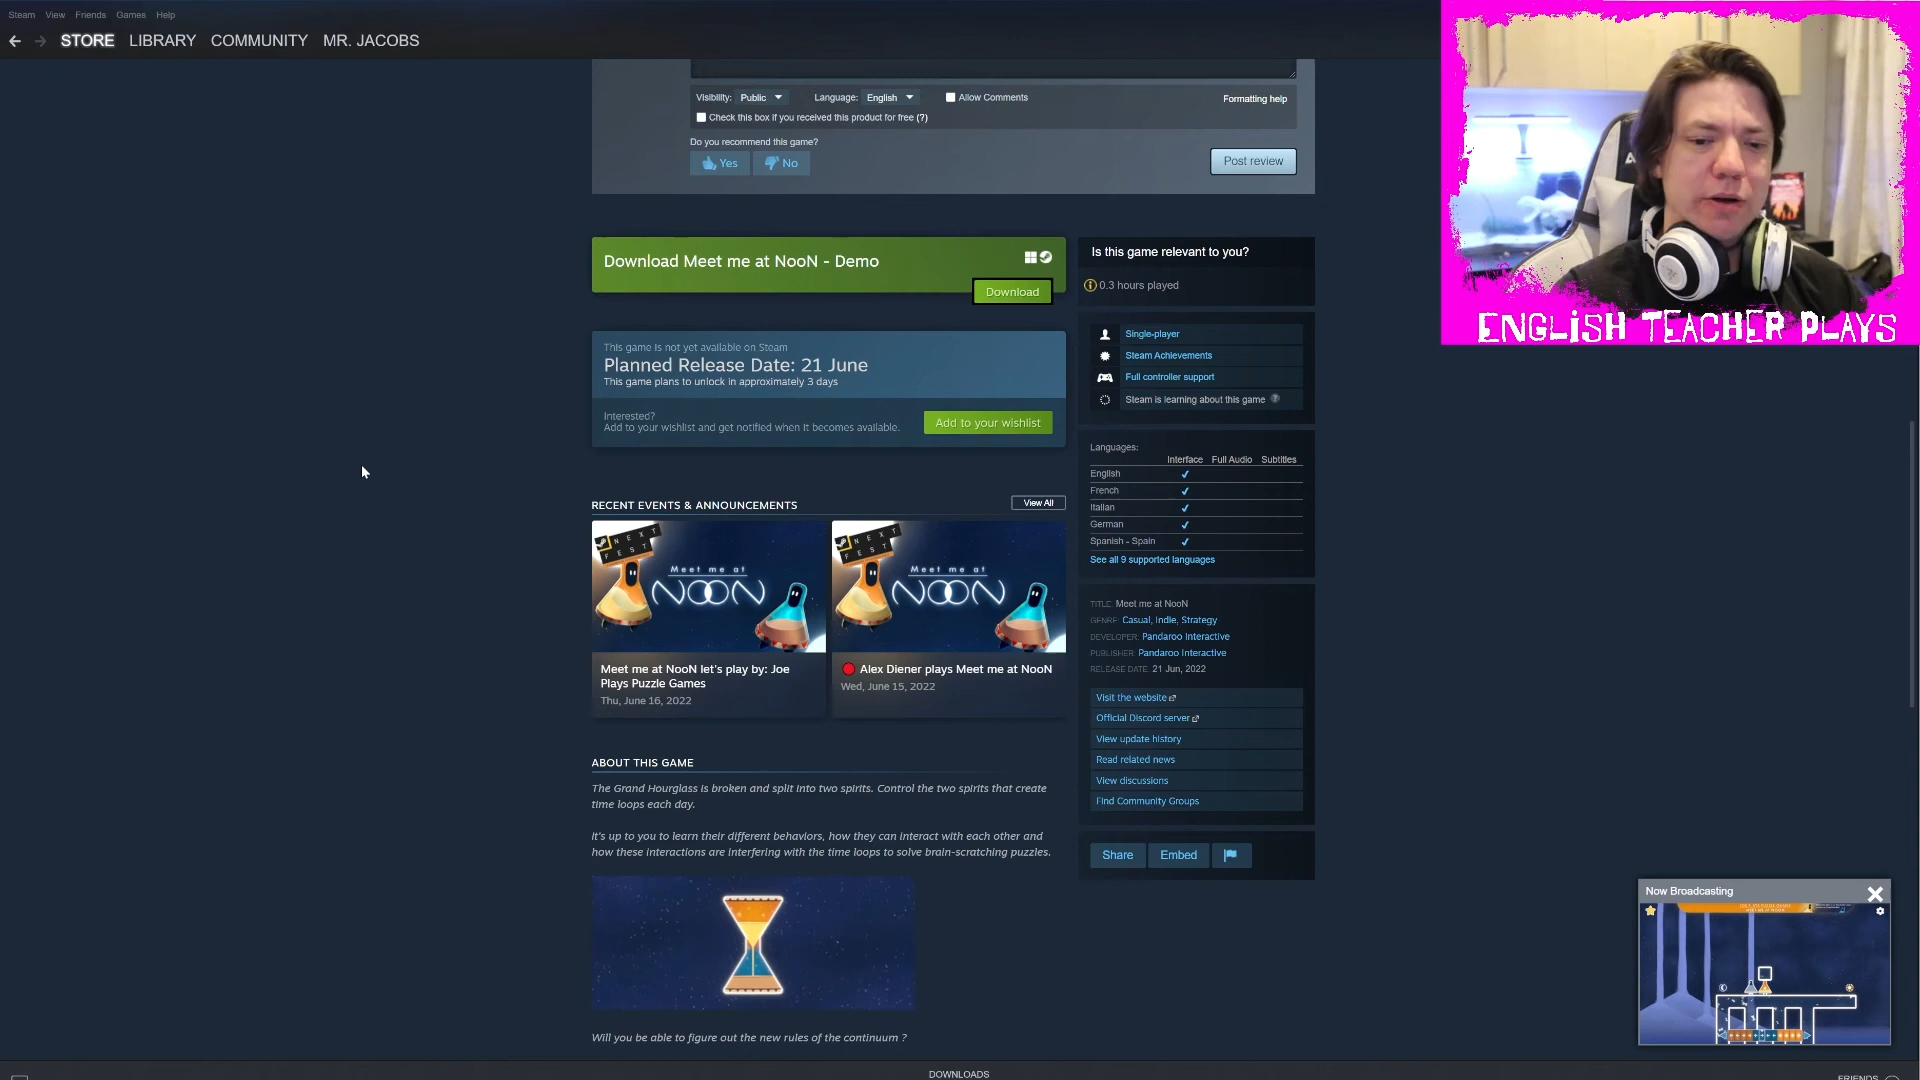 Steam View Friends Games Help
STORE LIBRARY COMMUNITY MR. JACOBS
Visibility: Public Language: English Allow Comments Formatting help
Check this box if you received this product for free (?)
Do you recommend this game?
Yes No Post review
Download Meet me at NooN - Demo
Download
This game is not yet available on Steam
Planned Release Date: 21 June
This game plans to unlock in approximately 3 days
Interested?
Add to your wishlist and get notified when it becomes available.
Add to your wishlist
RECENT EVENTS & ANNOUNCEMENTS View All
NEXT FEST
Meet me at
NOON
NEXT FEST
Meet me at
NOON
Meet me at NooN let's play by: Joe
Plays Puzzle Games
Thu, June 16, 2022
Alex Diener plays Meet me at NooN
Wed, June 15, 2022
ABOUT THIS GAME
The Grand Hourglass is broken and split into two spirits. Control the two spirits that create
time loops each day.
It's up to you to learn their different behaviors, how they can interact with each other and
how these interactions are interfering with the time loops to solve brain-scratching puzzles.
Will you be able to figure out the new rules of the continuum ?
Is this game relevant to you?
0.3 hours played
Single-player
Steam Achievements
Full controller support
Steam is learning about this game ?
Languages:
Interface Full Audio Subtitles
English
French
Italian
German
Spanish - Spain
See all 9 supported languages
TITLE: Meet me at NooN
GENRE: Casual, Indie, Strategy
DEVELOPER: Pandaroo Interactive
PUBLISHER: Pandaroo Interactive
RELEASE DATE: 21 Jun, 2022
Visit the website
Official Discord server
View update history
Read related news
View discussions
Find Community Groups
Share Embed
ENGLISH TEACHER PLAYS
Now Broadcasting
DOWNLOADS
FRIENDS